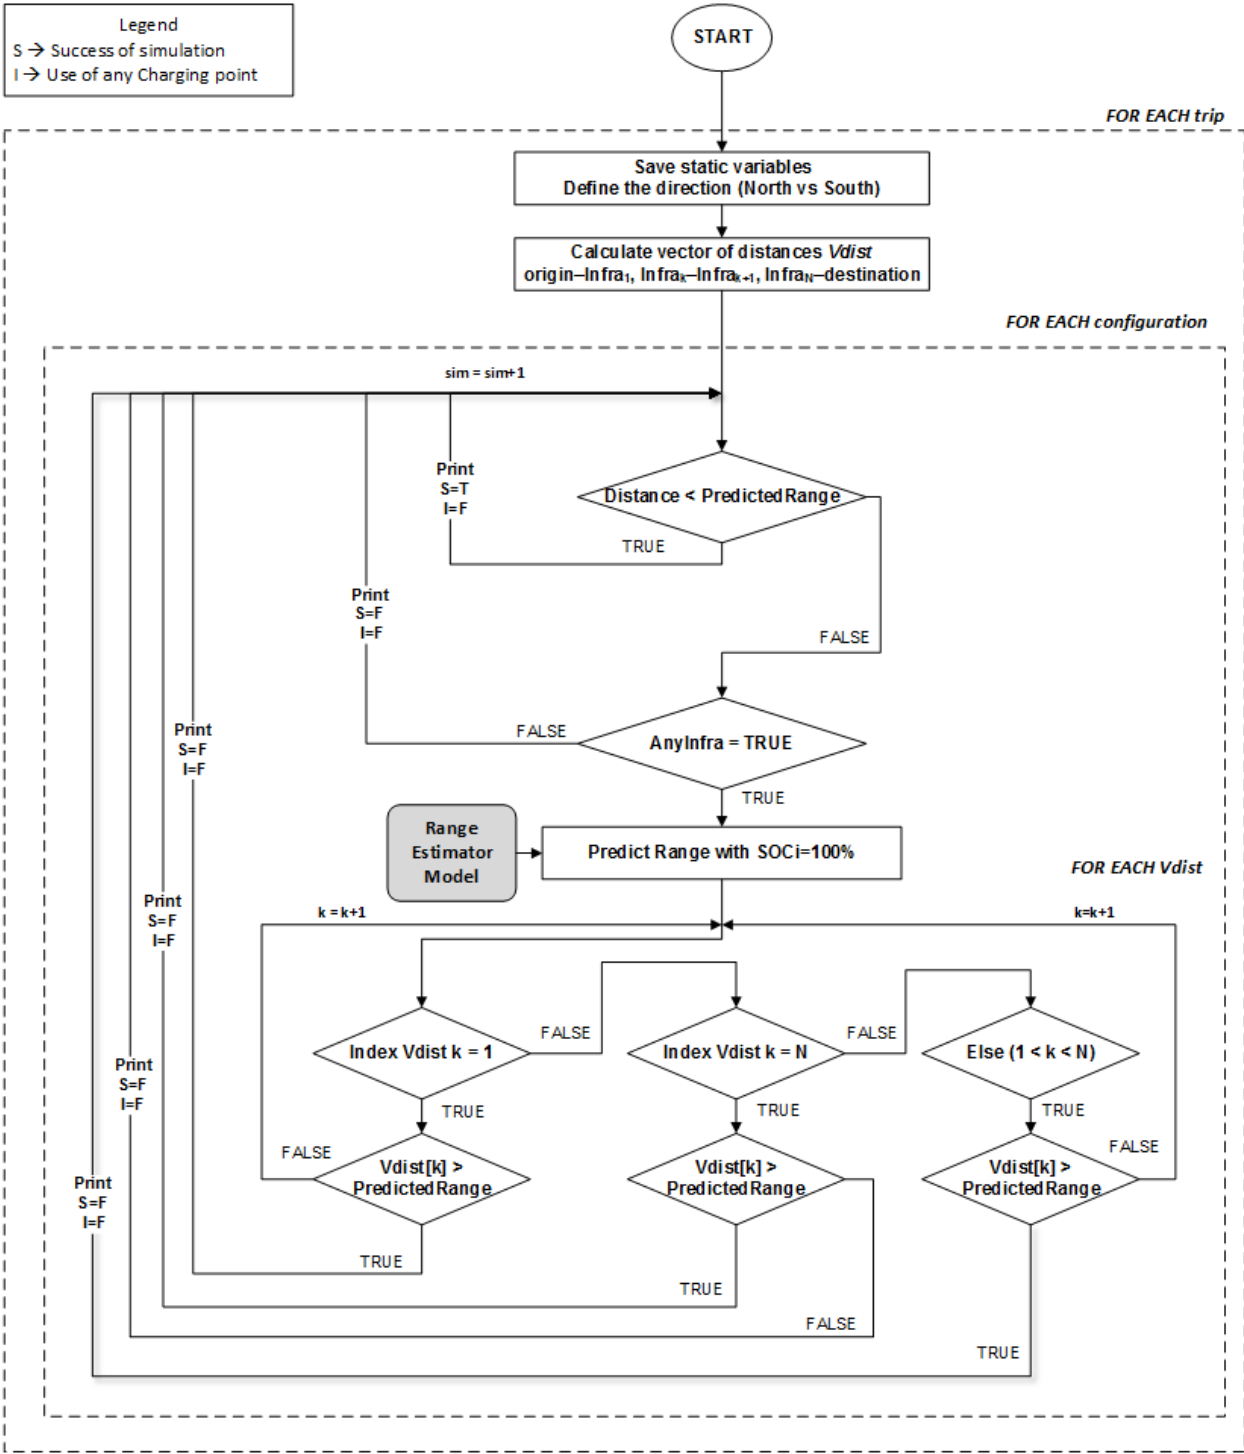 Legend
S → Success of simulation
I → Use of any Charging point
START
FOR EACH trip
Save static variables
Define the direction (North vs South)
Calculate vector of distances Vdist
origin–Infra₁, Infraₖ–Infraₖ₊₁, Infra_N–destination
FOR EACH configuration
sim = sim+1
Distance < PredictedRange
Print
S=T
I=F
TRUE
FALSE
Print
S=F
I=F
AnyInfra = TRUE
FALSE
TRUE
Print
S=F
I=F
Range
Estimator
Model
Predict Range with SOCi=100%
FOR EACH Vdist
k = k+1
k=k+1
Print
S=F
I=F
Index Vdist k = 1
FALSE
Index Vdist k = N
FALSE
Else (1 < k < N)
TRUE
TRUE
TRUE
Print
S=F
I=F
FALSE
Vdist[k] >
PredictedRange
Vdist[k] >
PredictedRange
Vdist[k] >
PredictedRange
FALSE
Print
S=F
I=F
TRUE
TRUE
FALSE
TRUE